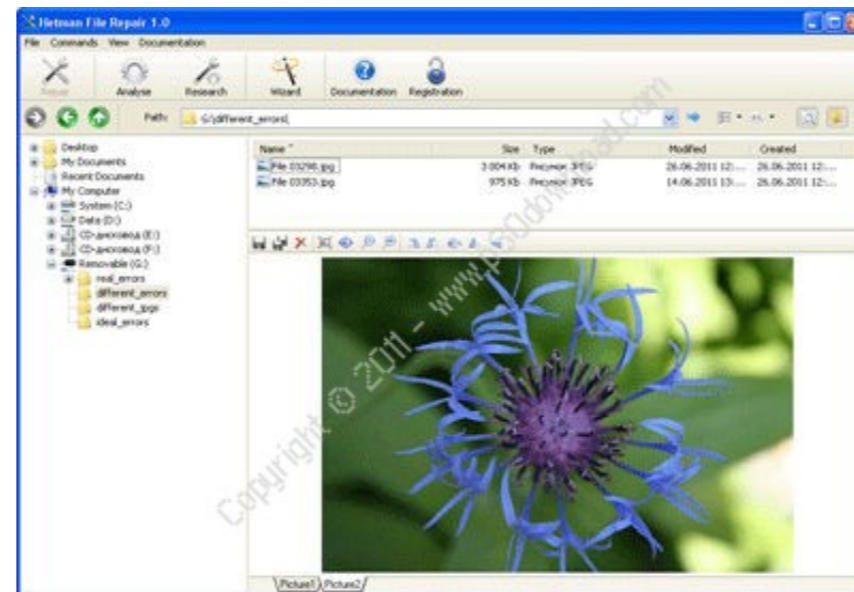 Hetman File Repair 1.0
File Commands View Documentation
Repair Analyse Research Wizard Documentation Registration
Path: G:\different_errors\
Desktop
My Documents
Recent Documents
My Computer
System (C:)
Data (D:)
CD-дисковод (E:)
CD-дисковод (F:)
Removable (G:)
real_errors
different_errors
different_jpgs
ideal_errors
Name Size Type Modified Created
File 03298.jpg 3 004 Kb Рисунок JPEG 26.06.2011 12:... 26.06.2011 12:...
File 03353.jpg 975 Kb Рисунок JPEG 14.06.2011 13:... 26.06.2011 12:...
Picture1 Picture2
Copyright © 2011 - www.p30download.com